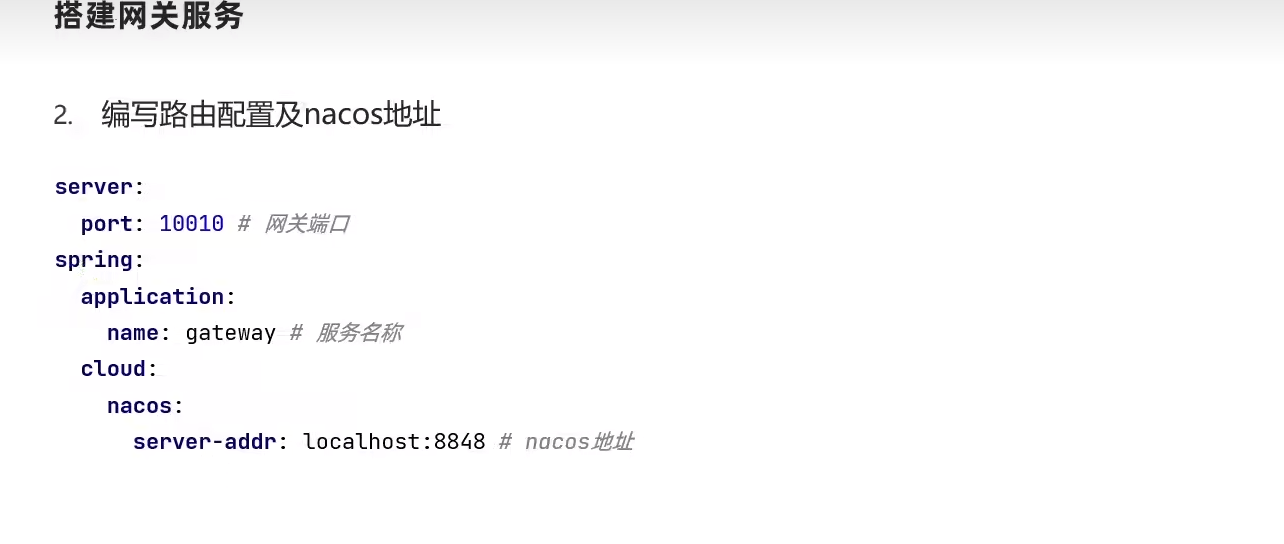 搭建网关服务
2. 编写路由配置及nacos地址
server:
  port: 10010 # 网关端口
spring:
  application:
    name: gateway # 服务名称
  cloud:
    nacos:
      server-addr: localhost:8848 # nacos地址